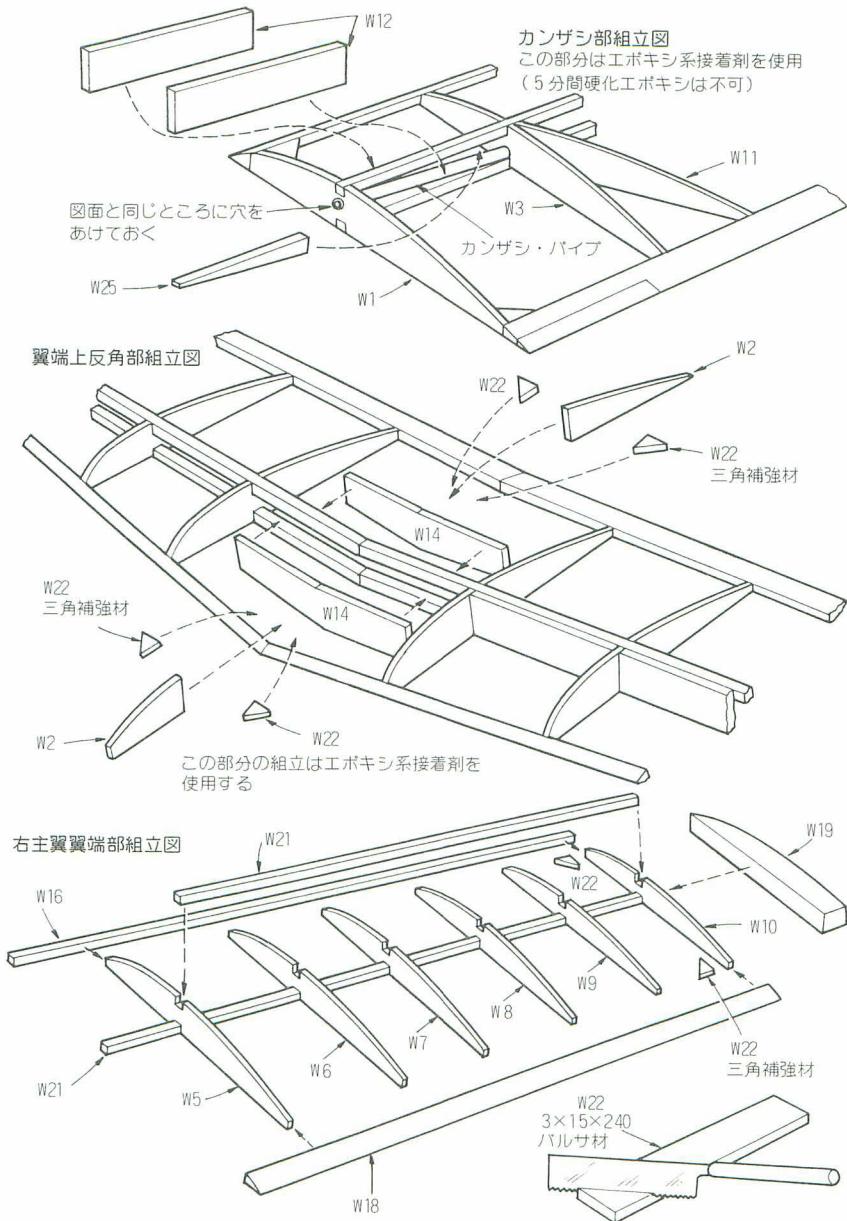 W12
カンザシ部組立図
この部分はエポキシ系接着剤を使用
(5分間硬化エポキシは不可)
W11
W3
図面と同じところに穴を
あけておく
カンザシ・パイプ
W25
W1
翼端上反角部組立図
W22
W2
W22
三角補強材
W14
W22
三角補強材
W14
W2
W22
この部分の組立はエポキシ系接着剤を
使用する
右主翼翼端部組立図
W21
W19
W16
W22
W10
W9
W8
W7
W6
W22
三角補強材
W21
W5
W22
3×15×240
バルサ材
W18